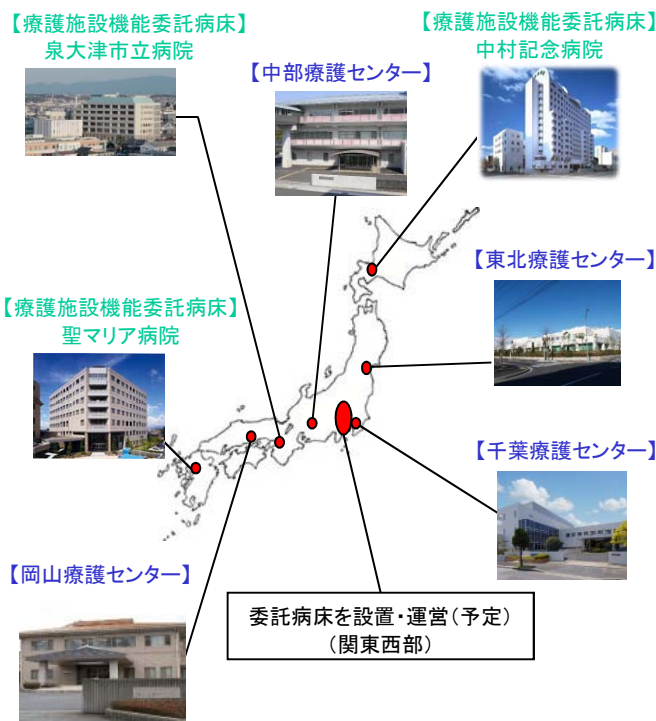 【療護施設機能委託病床】
泉大津市立病院
【中部療護センター】
【療護施設機能委託病床】
中村記念病院
【東北療護センター】
【療護施設機能委託病床】
聖マリア病院
【千葉療護センター】
【岡山療護センター】
委託病床を設置・運営(予定)
(関東西部)